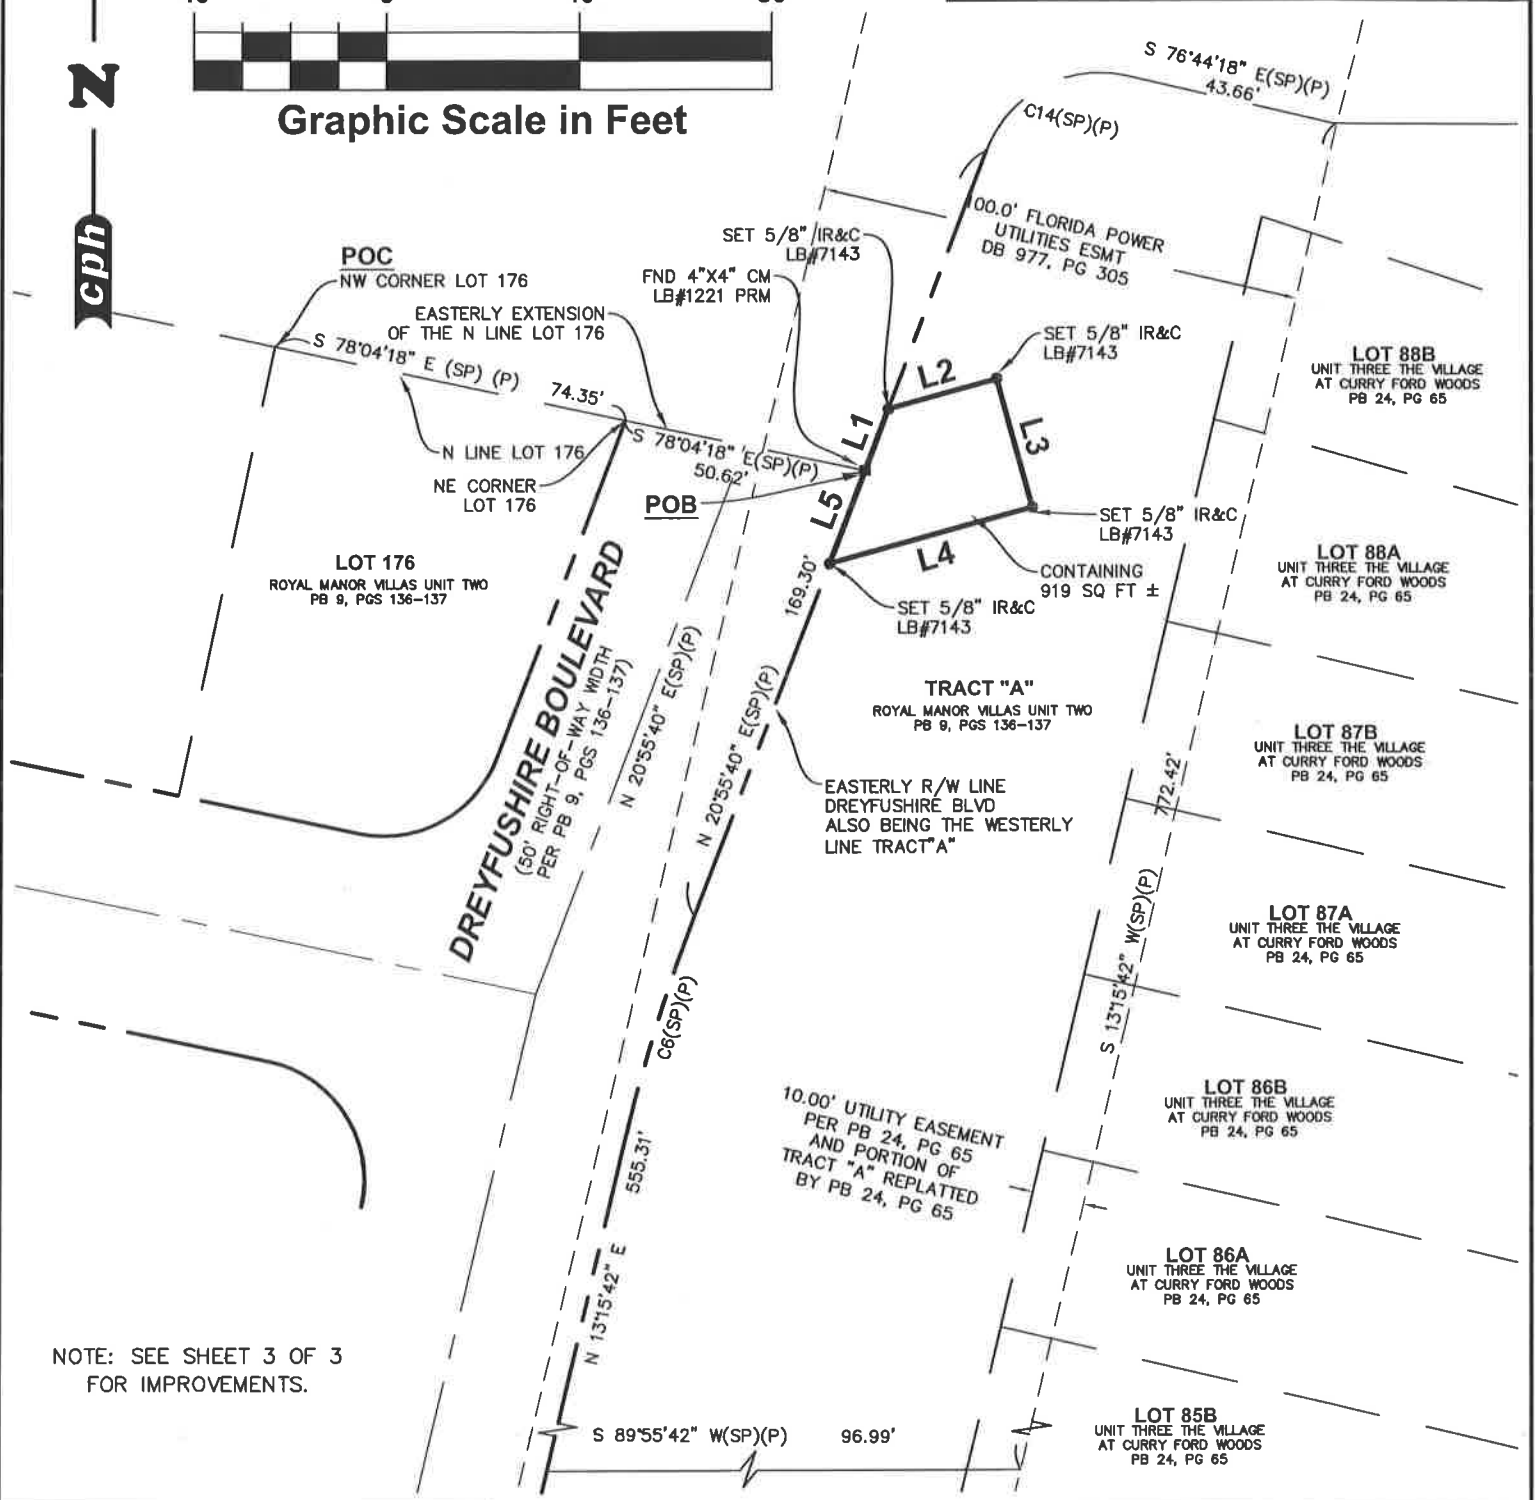 N
cph
Graphic Scale in Feet
S 76°44'18" E(SP)(P)
43.66'
C14(SP)(P)
100.0' FLORIDA POWER
UTILITIES ESMT
DB 977, PG 305
SET 5/8" IR&C
LB#7143
FND 4"X4" CM
LB#1221 PRM
POC
NW CORNER LOT 176
EASTERLY EXTENSION
OF THE N LINE LOT 176
S 78°04'18" E (SP) (P)
74.35'
N LINE LOT 176
NE CORNER
LOT 176
S 78°04'18" E(SP)(P)
50.62'
POB
L1
L2
L3
L4
L5
SET 5/8" IR&C
LB#7143
SET 5/8" IR&C
LB#7143
CONTAINING
919 SQ FT ±
SET 5/8" IR&C
LB#7143
169.30'
LOT 176
ROYAL MANOR VILLAS UNIT TWO
PB 9, PGS 136-137
DREYFUSHIRE BOULEVARD
(50' RIGHT-OF-WAY WIDTH
PER PB 9, PGS 136-137)
N 20°55'40" E(SP)(P)
N 20°55'40" E(SP)(P)
TRACT "A"
ROYAL MANOR VILLAS UNIT TWO
PB 9, PGS 136-137
EASTERLY R/W LINE
DREYFUSHIRE BLVD
ALSO BEING THE WESTERLY
LINE TRACT"A"
LOT 88B
UNIT THREE THE VILLAGE
AT CURRY FORD WOODS
PB 24, PG 65
LOT 88A
UNIT THREE THE VILLAGE
AT CURRY FORD WOODS
PB 24, PG 65
LOT 87B
UNIT THREE THE VILLAGE
AT CURRY FORD WOODS
PB 24, PG 65
772.42'
S 13°15'42" W(SP)(P)
LOT 87A
UNIT THREE THE VILLAGE
AT CURRY FORD WOODS
PB 24, PG 65
C6(SP)(P)
LOT 86B
UNIT THREE THE VILLAGE
AT CURRY FORD WOODS
PB 24, PG 65
10.00' UTILITY EASEMENT
PER PB 24, PG 65
AND PORTION OF
TRACT "A" REPLATTED
BY PB 24, PG 65
555.31'
N 13°15'42" E
LOT 86A
UNIT THREE THE VILLAGE
AT CURRY FORD WOODS
PB 24, PG 65
NOTE: SEE SHEET 3 OF 3
FOR IMPROVEMENTS.
S 89°55'42" W(SP)(P) 96.99'
LOT 85B
UNIT THREE THE VILLAGE
AT CURRY FORD WOODS
PB 24, PG 65